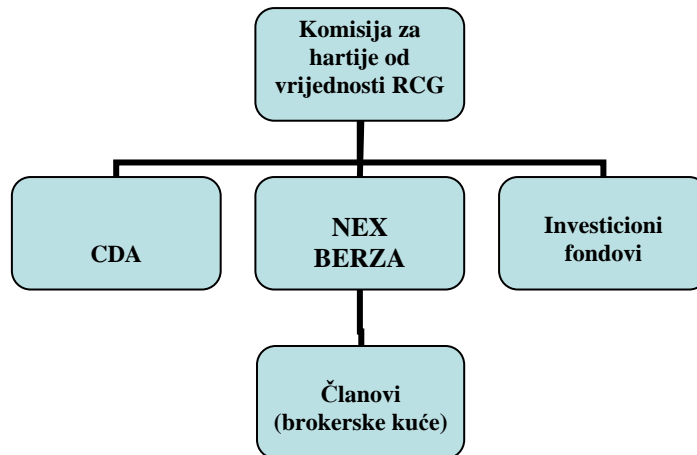 Komisija za
hartije od
vrijednosti RCG
CDA
NEX
BERZA
Investicioni
fondovi
Članovi
(brokerske kuće)